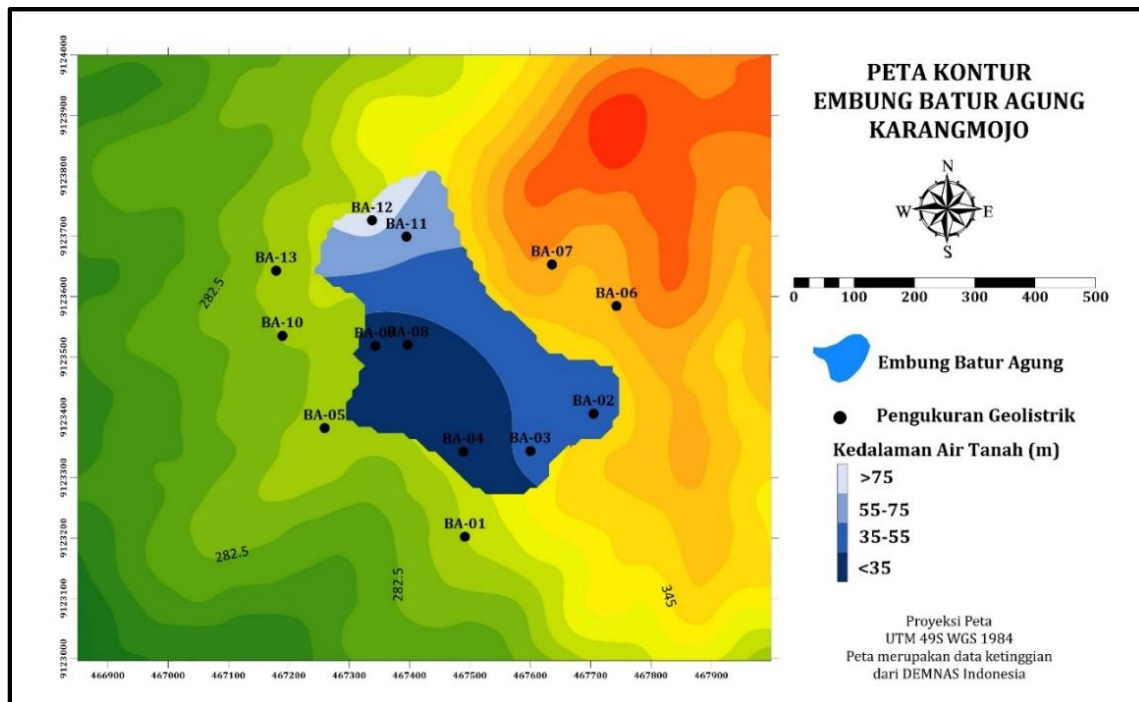 PETA KONTUR
EMBUNG BATUR AGUNG
KARANGMOJO
N
W
E
S
0 100 200 300 400 500
Embung Batur Agung
Pengukuran Geolistrik
Kedalaman Air Tanah (m)
>75
55-75
35-55
<35
Proyeksi Peta
UTM 49S WGS 1984
Peta merupakan data ketinggian
dari DEMNAS Indonesia
9124000
9123900
9123800
9123700
9123600
9123500
9123400
9123300
9123200
9123100
9123000
BA-12
BA-11
BA-07
BA-13
BA-06
282.5
BA-10
BA-08
BA-02
BA-05
BA-04
BA-03
BA-01
282.5
282.5
345
466900 467000 467200 467300 467400 467500 467600 467800 467900